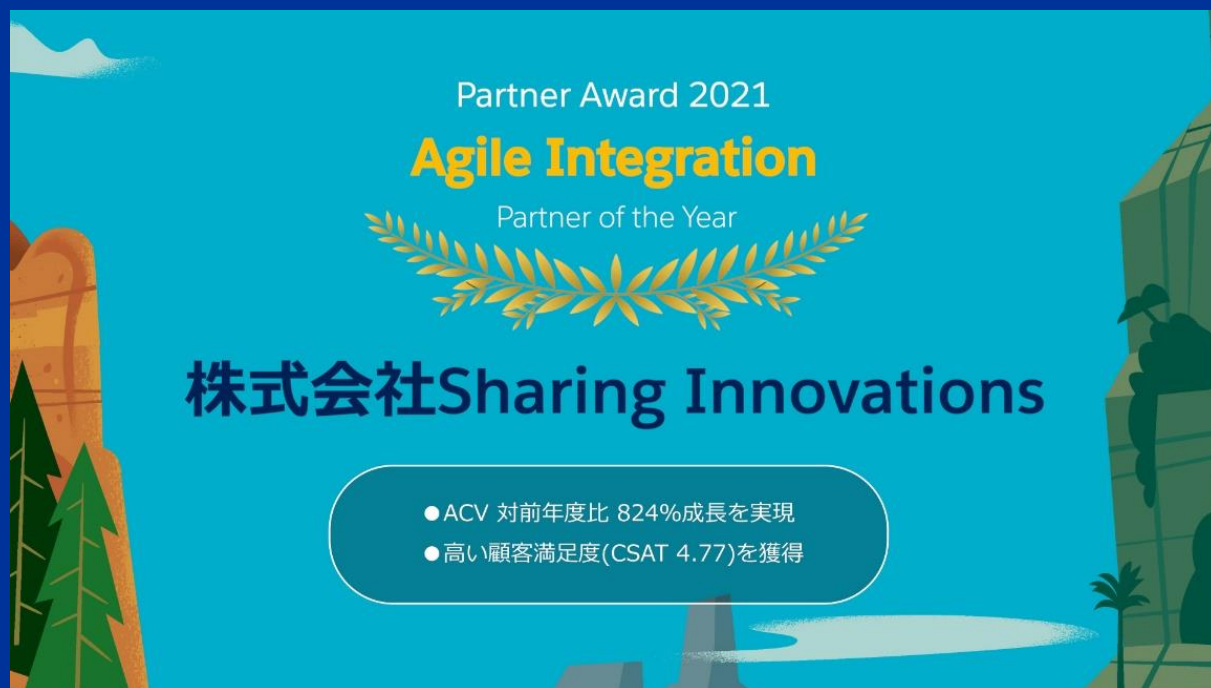 Partner Award 2021
Agile Integration
Partner of the Year
株式会社Sharing Innovations
●ACV 対前年度比 824%成長を実現
●高い顧客満足度(CSAT 4.77)を獲得